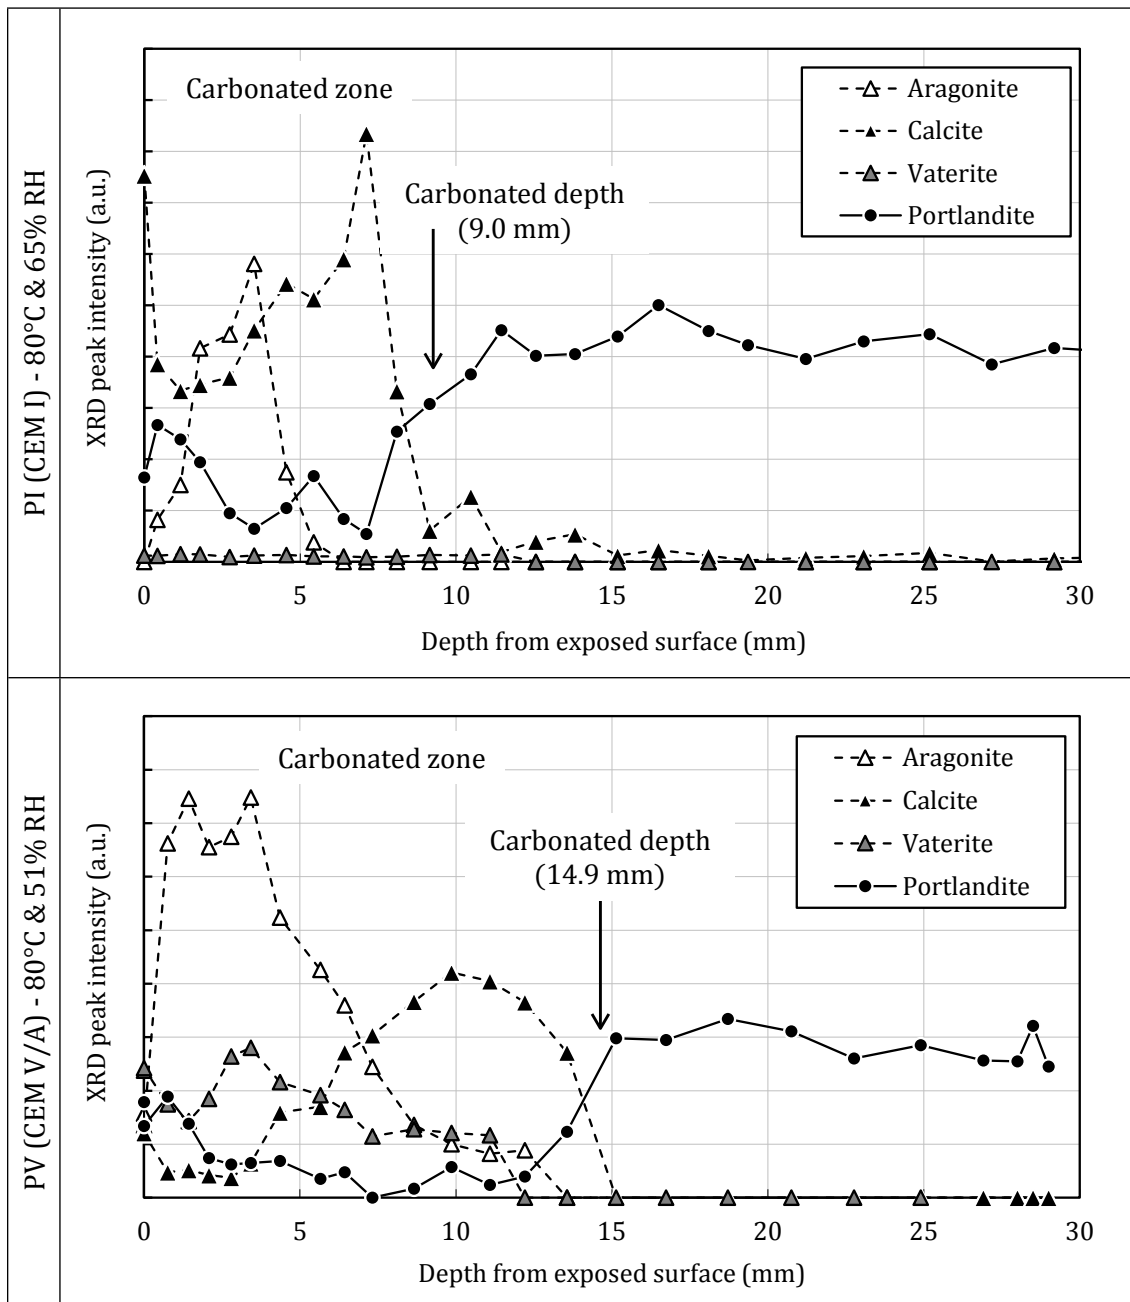 PI (CEM I) - 80°C & 65% RH
XRD peak intensity (a.u.)
Carbonated zone
Carbonated depth
(9.0 mm)
Aragonite
Calcite
Vaterite
Portlandite
0 5 10 15 20 25 30
Depth from exposed surface (mm)
PV (CEM V/A) - 80°C & 51% RH
XRD peak intensity (a.u.)
Carbonated zone
Carbonated depth
(14.9 mm)
Aragonite
Calcite
Vaterite
Portlandite
0 5 10 15 20 25 30
Depth from exposed surface (mm)